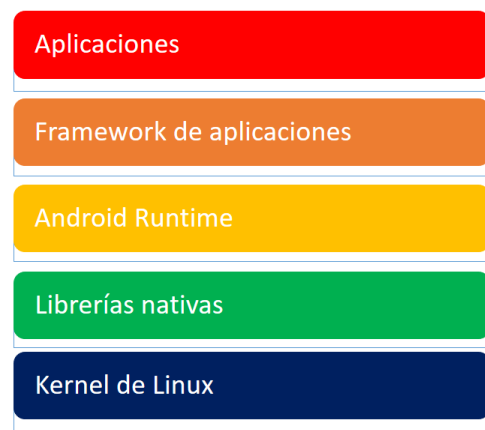 Aplicaciones
Framework de aplicaciones
Android Runtime
Librerías nativas
Kernel de Linux